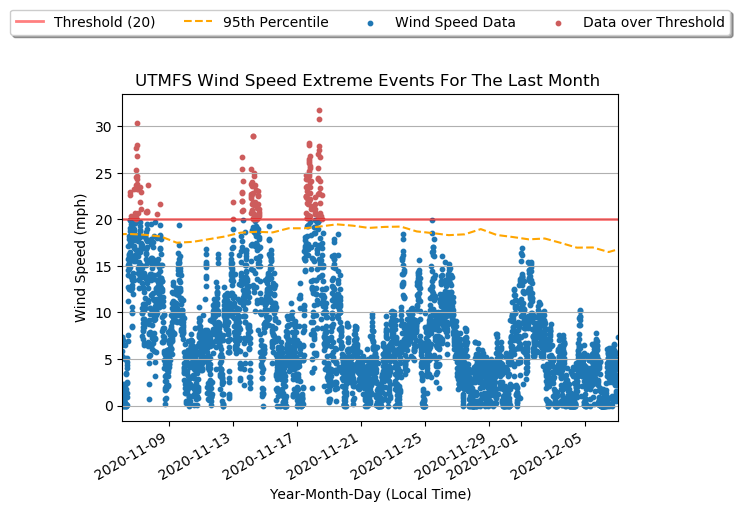 Threshold (20) 95th Percentile Wind Speed Data Data over Threshold
UTMFS Wind Speed Extreme Events For The Last Month
30
25
20
15
10
5
0
Wind Speed (mph)
2020-11-09 2020-11-13 2020-11-17 2020-11-21 2020-11-25 2020-11-29 2020-12-01 2020-12-05
Year-Month-Day (Local Time)